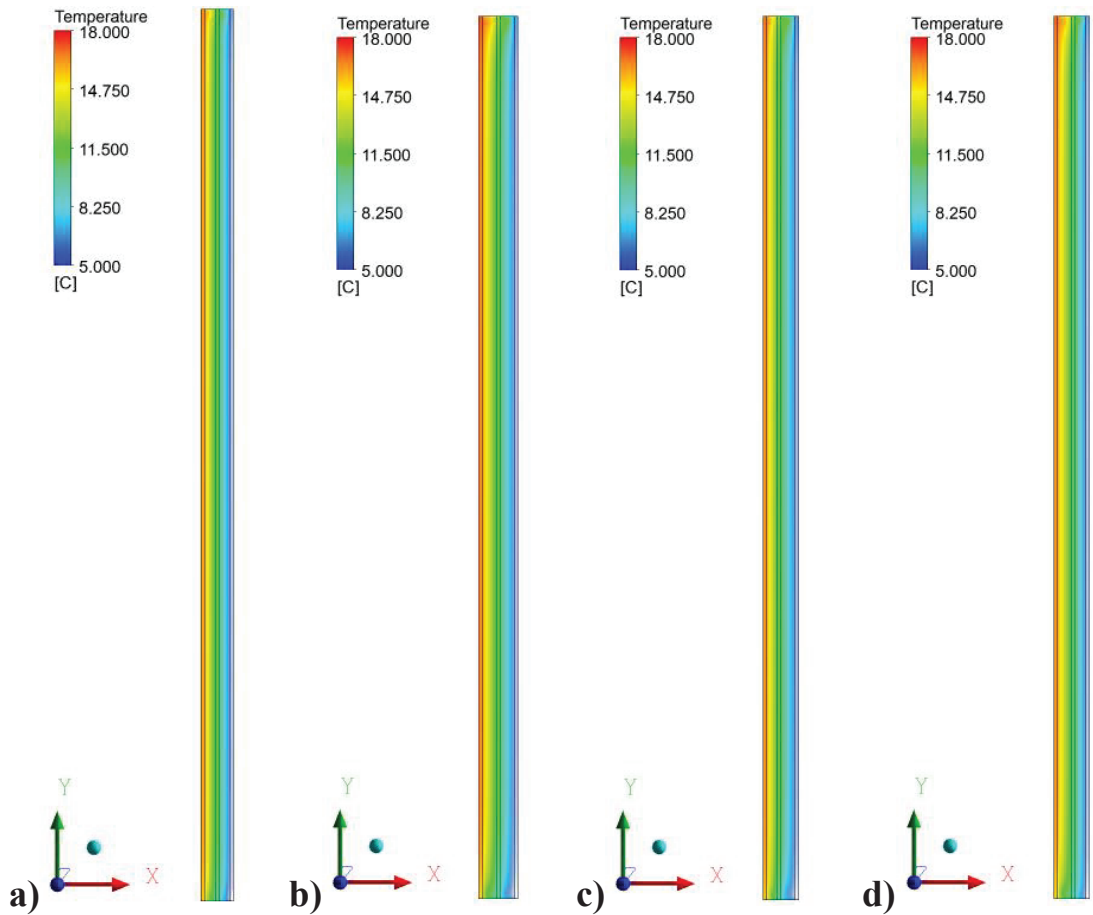 Temperature
18.000
14.750
11.500
8.250
5.000
[C]
Y
Z
X
a)
Temperature
18.000
14.750
11.500
8.250
5.000
[C]
Y
Z
X
b)
Temperature
18.000
14.750
11.500
8.250
5.000
[C]
Y
Z
X
c)
Temperature
18.000
14.750
11.500
8.250
5.000
[C]
Y
Z
X
d)